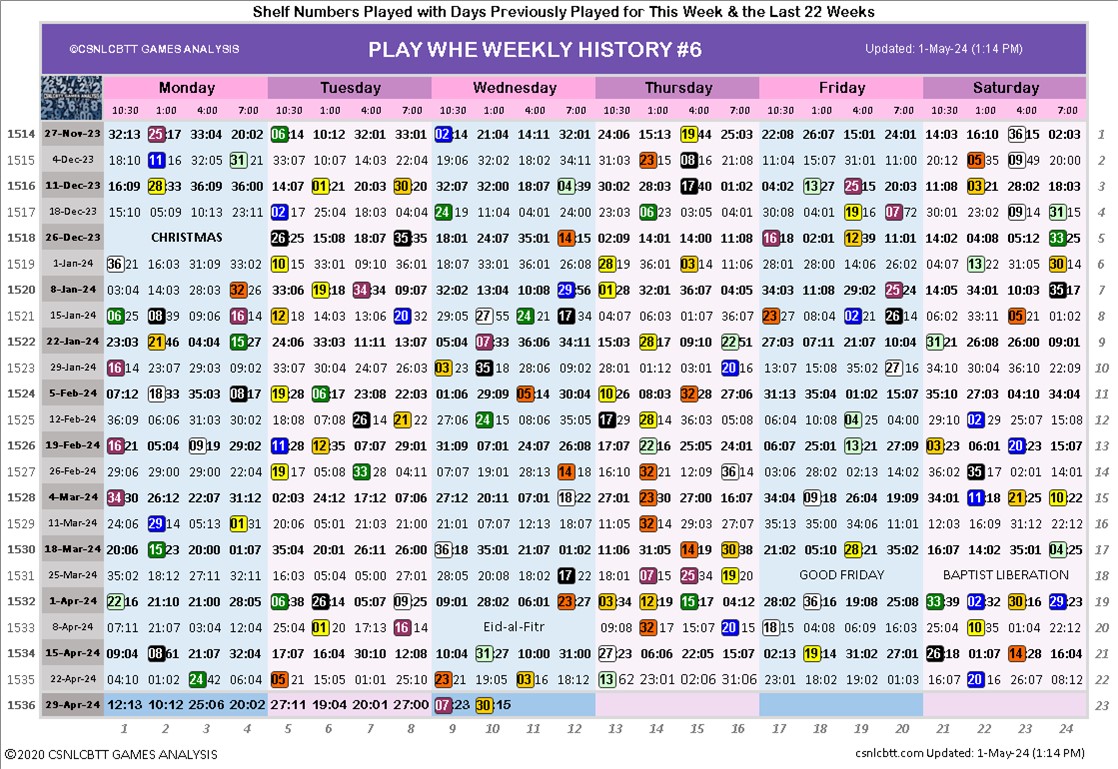 Shelf Numbers Played with Days Previously Played for This Week & the Last 22 Weeks
©CSNLCBTT GAMES ANALYSIS PLAY WHE WEEKLY HISTORY #6 Updated: 1-May-24 (1:14 PM)
Monday Tuesday Wednesday Thursday Friday Saturday
10:30 1:00 4:00 7:00 10:30 1:00 4:00 7:00 10:30 1:00 4:00 7:00 10:30 1:00 4:00 7:00 10:30 1:00 4:00 7:00 10:30 1:00 4:00 7:00
1514 27-Nov-23 32:13 25:17 33:04 20:02 06:14 10:12 32:01 33:01 02:14 21:04 14:11 32:01 24:06 15:13 19:44 25:03 22:08 26:07 15:01 24:01 14:03 16:10 36:15 02:03 1
1515 4-Dec-23 18:10 11:16 32:05 31:21 33:07 10:07 14:03 22:04 19:06 32:02 18:02 34:11 31:03 23:15 08:16 21:08 11:04 15:07 31:01 11:00 20:12 05:35 09:49 20:00 2
1516 11-Dec-23 16:09 28:33 36:09 36:00 14:07 01:21 20:03 30:20 32:07 32:00 18:07 04:39 30:02 28:03 17:40 01:02 04:02 13:27 25:15 20:03 11:08 03:21 28:02 18:03 3
1517 18-Dec-23 15:10 05:09 10:13 23:11 02:17 25:04 18:03 04:04 24:19 11:04 04:01 24:00 23:03 06:23 03:05 04:01 30:08 04:01 19:16 07:72 30:01 23:02 09:14 31:15 4
1518 26-Dec-23 CHRISTMAS 26:25 15:08 18:07 35:35 18:01 24:07 35:01 14:15 02:09 14:01 14:00 11:08 16:18 02:01 12:39 11:01 14:02 04:08 05:12 33:25 5
1519 1-Jan-24 36:21 16:03 31:09 33:02 10:15 33:01 09:10 36:01 18:07 33:01 36:01 26:08 28:19 36:01 03:14 11:06 28:01 28:00 14:06 26:02 04:07 13:22 31:05 30:14 6
1520 8-Jan-24 03:04 14:03 28:03 32:26 33:06 19:18 34:34 09:07 32:02 13:04 10:08 29:56 01:28 32:01 36:07 04:05 34:03 11:08 29:02 25:24 14:05 34:01 10:03 35:17 7
1521 15-Jan-24 06:25 08:39 09:06 16:14 12:18 14:03 13:06 20:32 29:05 27:55 24:21 17:34 04:07 06:03 01:07 36:07 23:27 08:04 02:21 26:14 06:02 33:11 05:21 01:02 8
1522 22-Jan-24 23:03 21:46 04:04 15:27 24:06 33:03 11:11 13:07 05:04 07:33 06:07 34:11 15:03 28:17 09:10 22:51 27:03 07:11 21:07 10:04 31:21 26:08 26:00 09:01 9
1523 29-Jan-24 16:14 23:07 29:03 09:03 33:07 30:04 24:07 26:03 03:23 35:18 28:06 09:02 28:01 01:12 03:01 20:16 13:07 15:08 35:02 27:16 34:10 30:04 36:10 22:09 10
1524 5-Feb-24 07:12 18:33 35:03 08:17 19:28 06:17 23:08 22:03 01:06 29:09 05:14 30:04 10:26 08:03 32:28 27:06 31:13 35:04 01:02 15:07 35:10 27:03 04:10 34:04 11
1525 12-Feb-24 36:09 06:06 31:03 30:02 18:08 07:08 26:14 21:22 27:06 24:15 08:06 35:05 17:29 28:14 36:03 05:08 06:08 36:01 04:25 01:04 29:10 02:29 25:07 15:08 12
1526 19-Feb-24 16:21 05:04 09:19 29:02 11:28 12:35 07:07 29:01 31:09 07:01 24:07 26:08 17:07 22:16 25:05 24:01 06:07 25:01 13:21 27:09 03:23 06:01 20:23 15:07 13
1527 26-Feb-24 29:06 29:00 29:00 22:04 19:17 05:08 33:28 04:11 07:07 19:01 28:13 14:18 16:10 32:21 12:09 36:14 03:06 18:08 02:13 14:02 36:02 35:17 02:01 14:01 14
1528 4-Mar-24 34:30 26:12 22:07 31:12 02:03 24:12 17:12 07:06 27:12 20:11 07:01 18:22 27:01 23:30 27:00 16:07 34:04 09:18 26:04 19:09 34:01 11:18 21:25 10:22 15
1529 11-Mar-24 24:06 29:14 05:13 01:31 20:06 05:01 21:03 21:00 21:01 07:07 12:13 18:07 11:05 32:14 29:03 27:07 35:13 35:00 34:06 11:01 12:03 16:09 31:12 22:12 16
1530 18-Mar-24 20:06 15:23 20:00 01:07 35:04 20:01 26:11 26:00 36:18 35:01 21:07 01:02 11:06 31:05 14:19 30:38 21:02 05:10 28:21 01:02 16:07 14:02 35:01 04:25 17
1531 25-Mar-24 35:02 18:12 27:11 32:11 16:03 05:04 05:00 27:01 28:05 20:08 18:02 17:22 18:01 07:15 25:34 19:20 GOOD FRIDAY BAPTIST LIBERATION 18
1532 1-Apr-24 22:16 21:10 21:00 28:05 06:38 26:14 05:07 09:25 09:01 28:02 06:01 23:27 03:34 12:19 15:17 04:12 28:02 36:16 19:08 25:08 33:39 02:32 30:16 29:23 19
1533 8-Apr-24 07:11 21:07 03:04 12:04 25:04 01:20 17:13 16:14 Eid-al-Fitr 09:08 32:17 15:07 20:15 18:15 04:08 06:09 16:03 25:04 10:35 01:04 22:12 20
1534 15-Apr-24 09:04 08:61 21:07 32:04 17:07 16:04 30:10 12:08 10:04 31:27 10:00 31:00 27:23 06:06 22:05 15:07 02:13 19:14 31:02 27:01 26:18 01:07 14:28 16:04 21
1535 22-Apr-24 04:10 01:02 24:42 06:04 05:21 15:05 01:01 25:10 23:21 19:05 03:16 18:12 13:62 23:01 02:06 31:06 23:01 18:02 19:02 01:03 16:07 20:16 26:07 08:12 22
1536 29-Apr-24 12:13 10:12 25:06 20:02 27:11 19:04 20:01 27:00 07:23 30:15 23
1 2 3 4 5 6 7 8 9 10 11 12 13 14 15 16 17 18 19 20 21 22 23 24
©2020 CSNLCBTT GAMES ANALYSIS csnlcbtt.com Updated: 1-May-24 (1:14 PM)